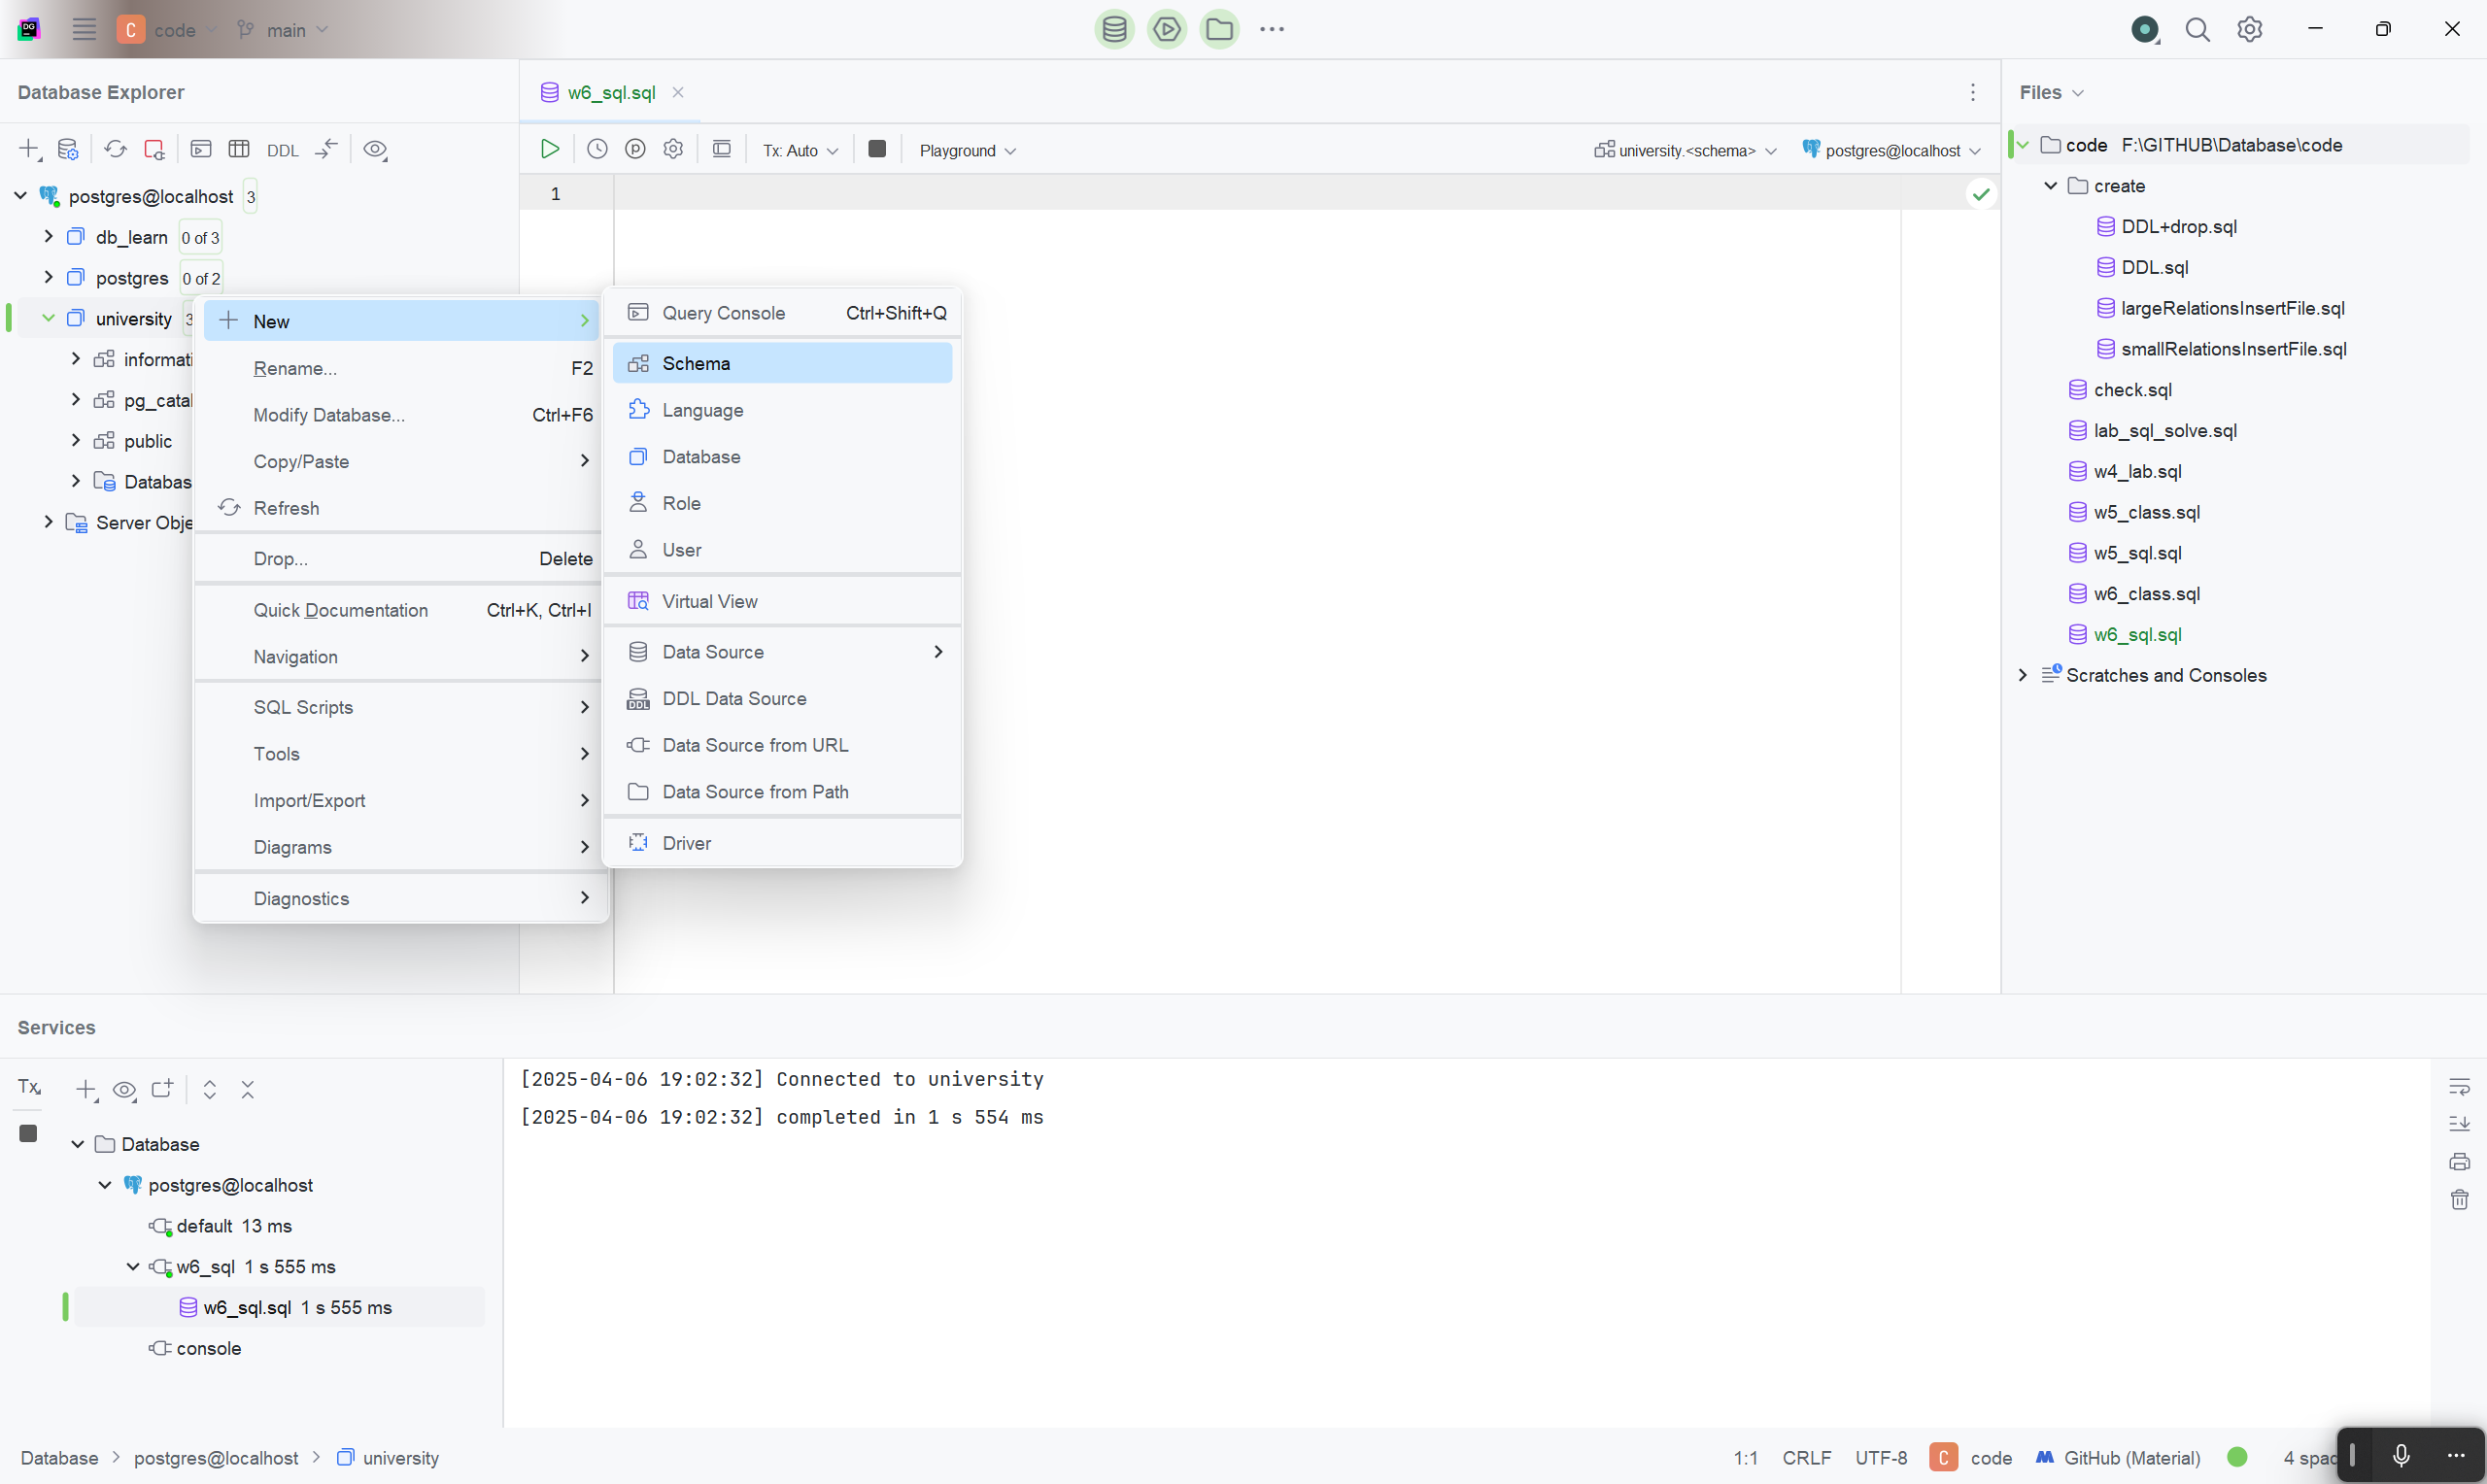 C code main
Database Explorer
w6_sql.sql
Files
DDL
Tx: Auto
Playground
university.<schema>
postgres@localhost
code F:\GITHUB\Database\code
1
postgres@localhost 3
create
db_learn 0 of 3
DDL+drop.sql
postgres 0 of 2
DDL.sql
university 3
largeRelationsInsertFile.sql
informati
smallRelationsInsertFile.sql
pg_catal
check.sql
public
lab_sql_solve.sql
Databas
w4_lab.sql
Server Obje
w5_class.sql
w5_sql.sql
w6_class.sql
w6_sql.sql
Scratches and Consoles
New
Rename... F2
Modify Database... Ctrl+F6
Copy/Paste
Refresh
Drop... Delete
Quick Documentation Ctrl+K, Ctrl+I
Navigation
SQL Scripts
Tools
Import/Export
Diagrams
Diagnostics
Query Console Ctrl+Shift+Q
Schema
Language
Database
Role
User
Virtual View
Data Source
DDL Data Source
Data Source from URL
Data Source from Path
Driver
Services
Tx
[2025-04-06 19:02:32] Connected to university
[2025-04-06 19:02:32] completed in 1 s 554 ms
Database
postgres@localhost
default 13 ms
w6_sql 1 s 555 ms
w6_sql.sql 1 s 555 ms
console
Database > postgres@localhost > university
1:1 CRLF UTF-8 C code GitHub (Material) 4 spac